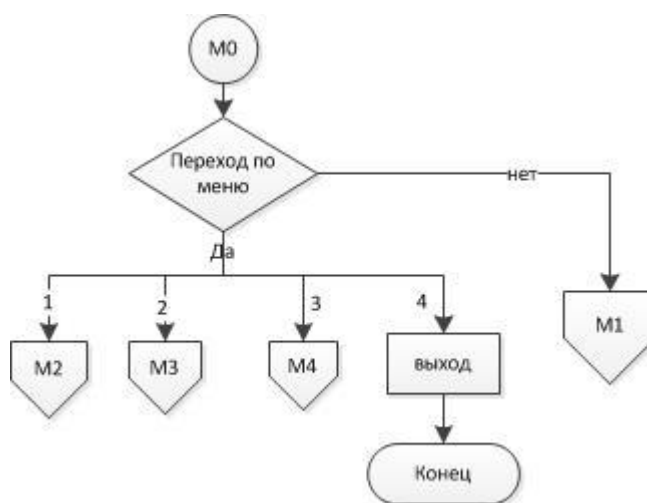 M0
Переход по
меню
нет
Да
1
2
3
4
M1
M2
M3
M4
выход
Конец